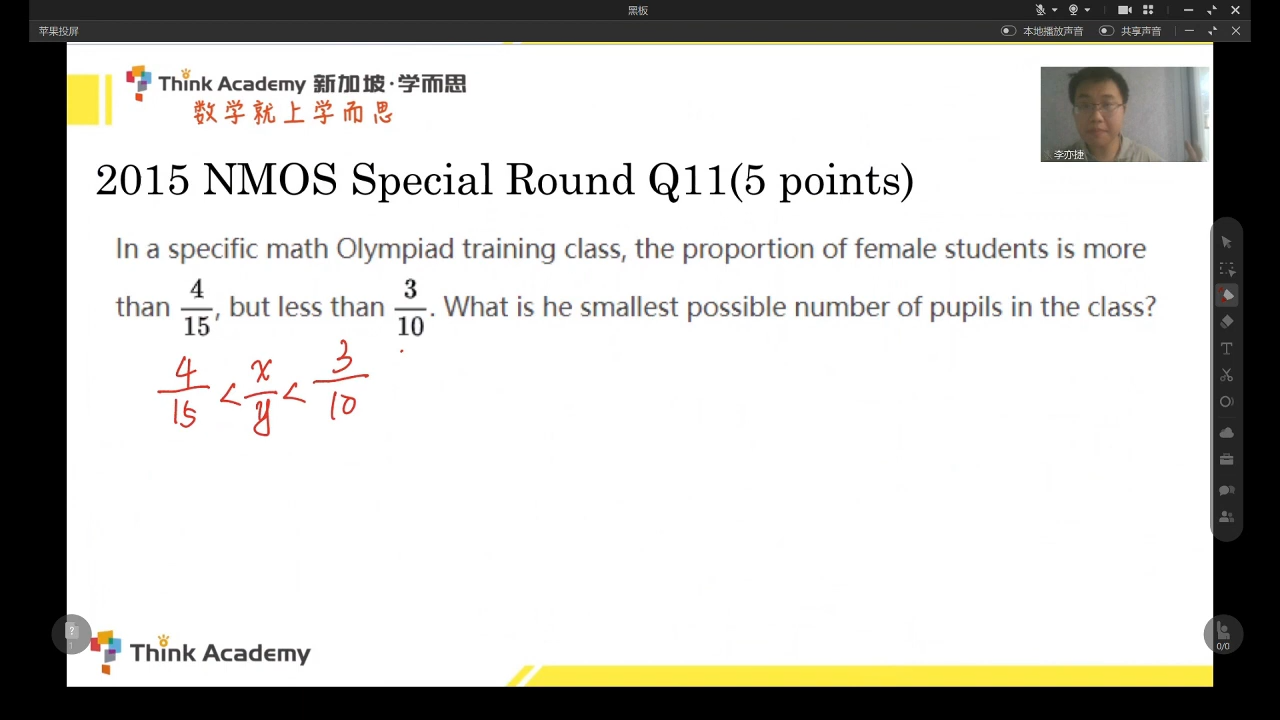 黑板
苹果投屏
本地播放声音
共享声音
Think Academy 新加坡·学而思
数学就上学而思
李亦捷
2015 NMOS Special Round Q11(5 points)
In a specific math Olympiad training class, the proportion of female students is more
than 4/15, but less than 3/10. What is he smallest possible number of pupils in the class?
4/15 < x/y < 3/10
?
1
Think Academy
0/0